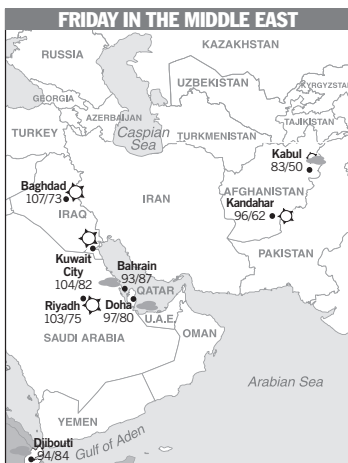 FRIDAY IN THE MIDDLE EAST
KAZAKHSTAN
RUSSIA
UZBEKISTAN
KYRGYZSTAN
GEORGIA
AZERBAIJAN
Caspian
Sea
TURKEY
TURKMENISTAN
TAJIKISTAN
Kabul
83/50
Baghdad
107/73
IRAQ
IRAN
AFGHANISTAN
Kandahar
96/62
PAKISTAN
Kuwait
City
104/82
Bahrain
93/87
QATAR
Riyadh
103/75
Doha
97/80
U.A.E.
SAUDI ARABIA
OMAN
Arabian Sea
YEMEN
Djibouti
94/84
Gulf of Aden